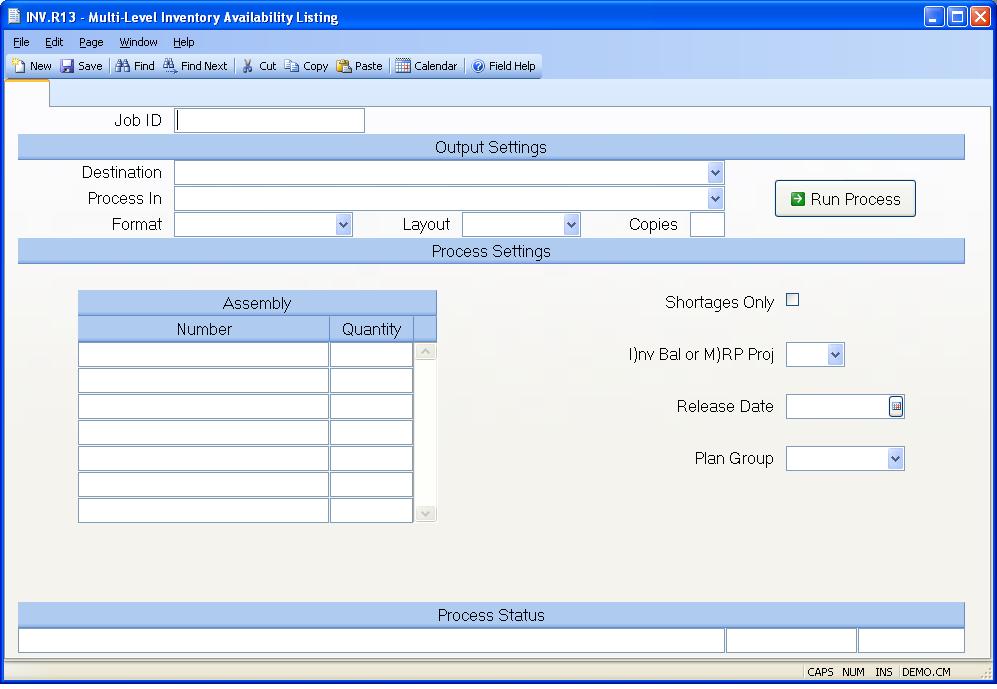 INV.R13 - Multi-Level Inventory Availability Listing
File Edit Page Window Help
New Save Find Find Next Cut Copy Paste Calendar Field Help
Job ID
Output Settings
Destination
Process In
Run Process
Format Layout Copies
Process Settings
Assembly
Number Quantity
Shortages Only
I)nv Bal or M)RP Proj
Release Date
Plan Group
Process Status
CAPS NUM INS DEMO.CM